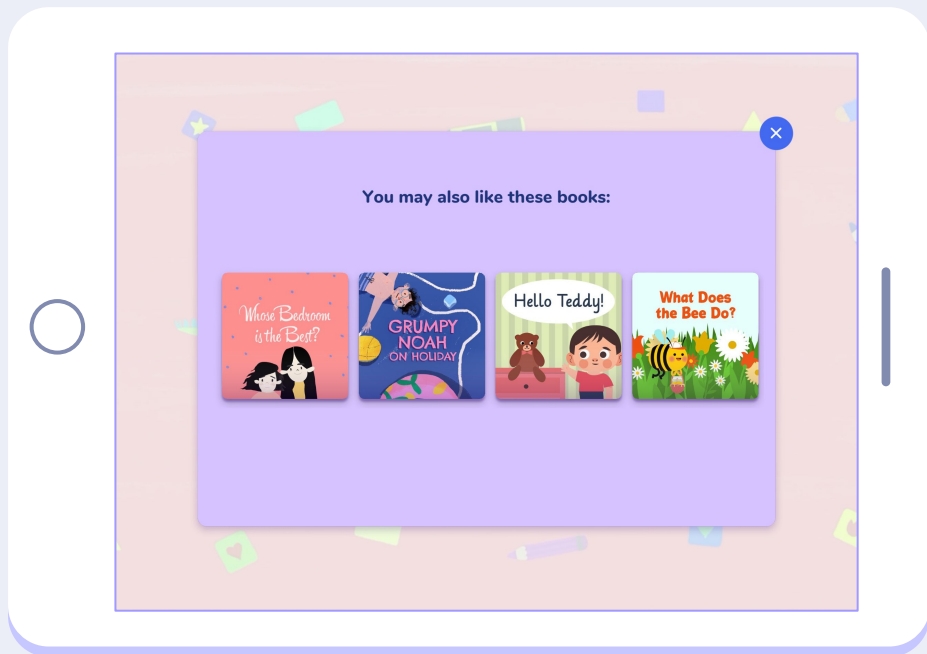 You may also like these books:
Whose Bedroom
is the Best?
GRUMPY
NOAH
ON HOLIDAY
Hello Teddy!
What Does
the Bee Do?